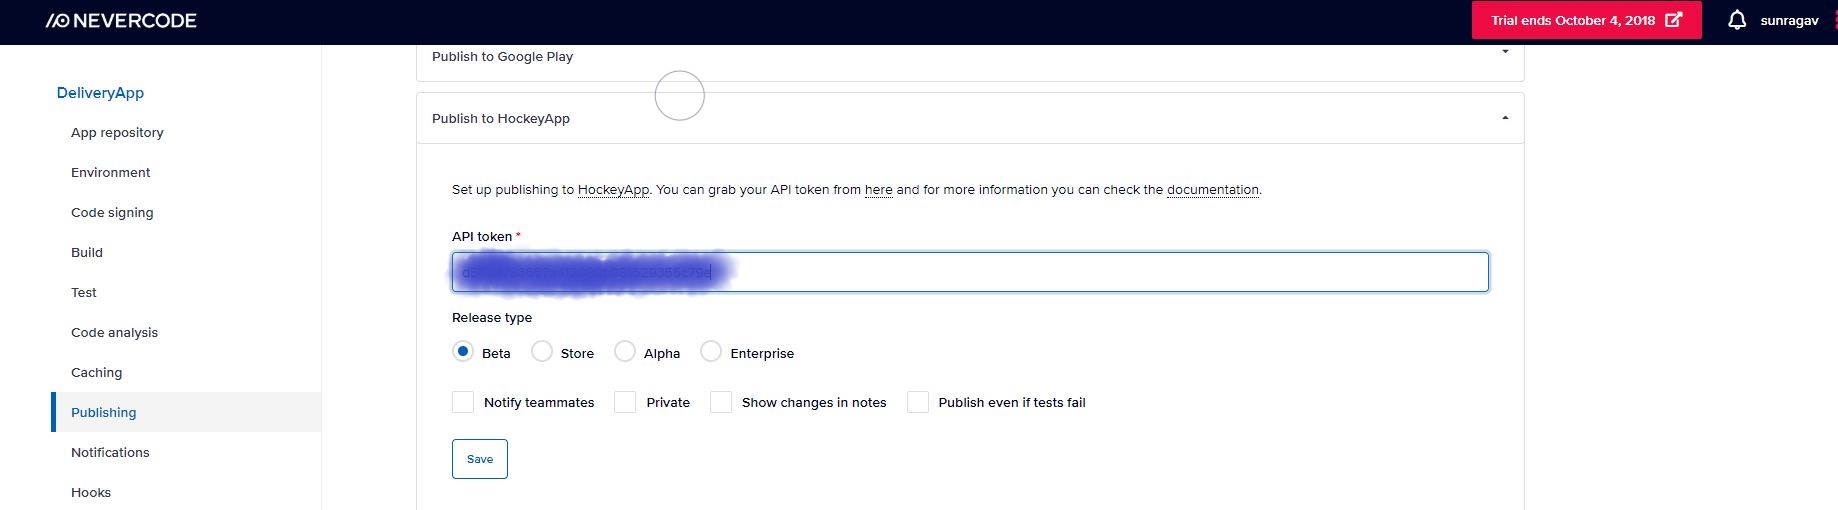 NEVERCODE
Trial ends October 4, 2018
sunragav
Publish to Google Play
DeliveryApp
App repository
Environment
Code signing
Build
Test
Code analysis
Caching
Publishing
Notifications
Hooks
Publish to HockeyApp
Set up publishing to HockeyApp. You can grab your API token from here and for more information you can check the documentation.
API token *
Release type
Beta Store Alpha Enterprise
Notify teammates Private Show changes in notes Publish even if tests fail
Save